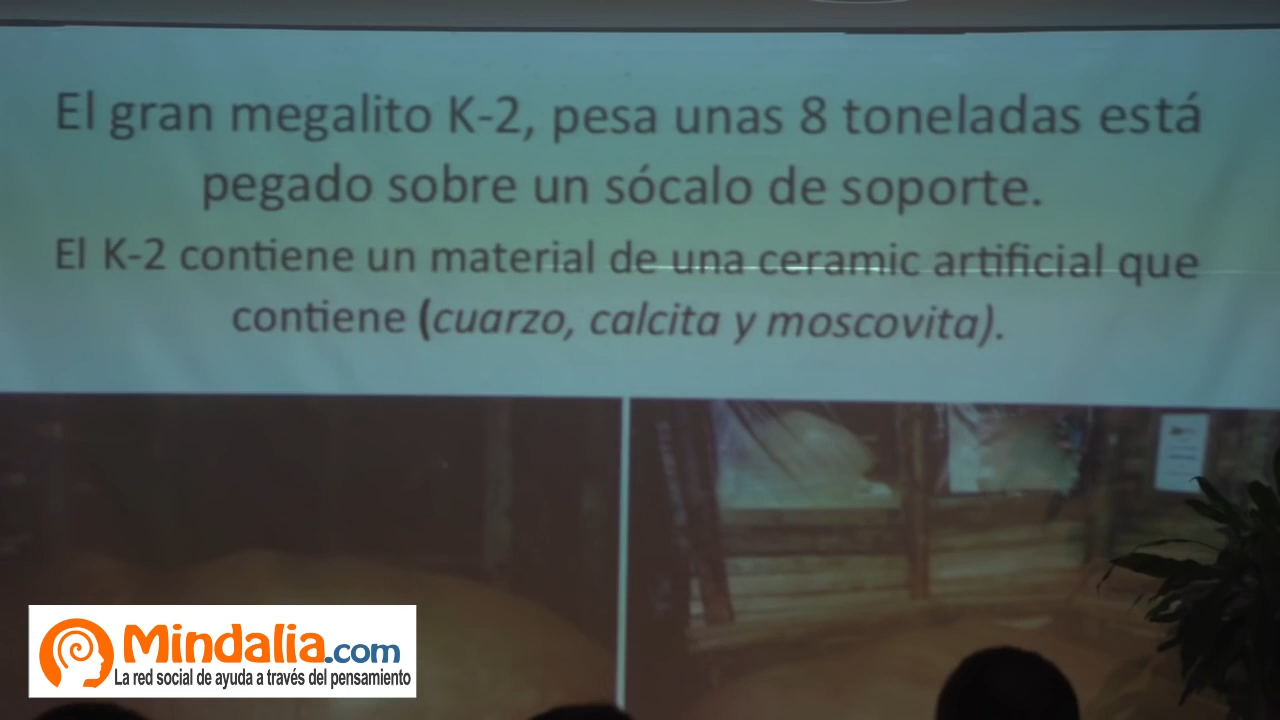 El gran megalito K-2, pesa unas 8 toneladas está
pegado sobre un sócalo de soporte.
El K-2 contiene un material de una ceramic artificial que
contiene (cuarzo, calcita y moscovita).
Mindalia.com
La red social de ayuda a través del pensamiento